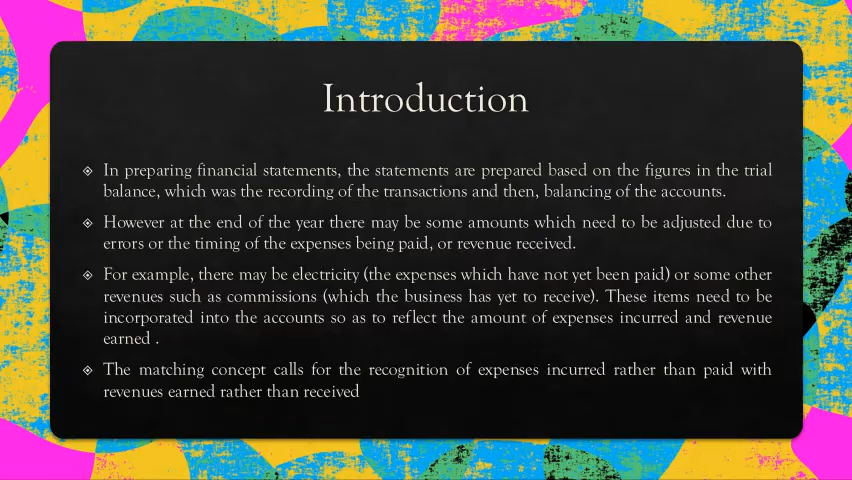 Introduction
In preparing financial statements, the statements are prepared based on the figures in the trial
balance, which was the recording of the transactions and then, balancing of the accounts.
However at the end of the year there may be some amounts which need to be adjusted due to
errors or the timing of the expenses being paid, or revenue received.
For example, there may be electricity (the expenses which have not yet been paid) or some other
revenues such as commissions (which the business has yet to receive). These items need to be
incorporated into the accounts so as to reflect the amount of expenses incurred and revenue
earned .
The matching concept calls for the recognition of expenses incurred rather than paid with
revenues earned rather than received